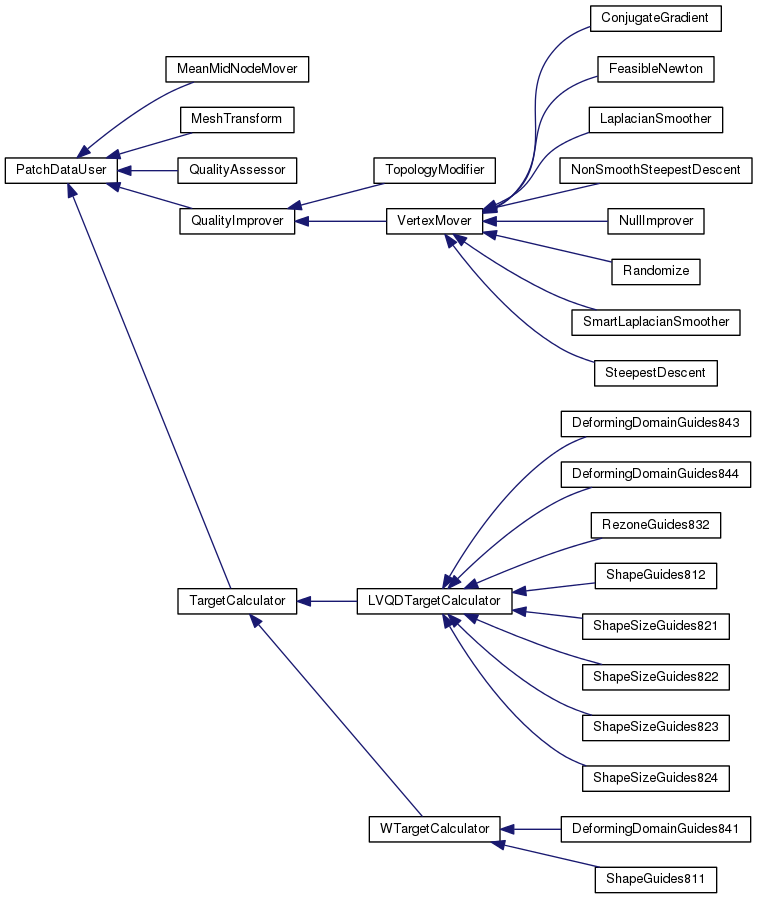 ConjugateGradient
MeanMidNodeMover
FeasibleNewton
MeshTransform
LaplacianSmoother
PatchDataUser
QualityAssessor
TopologyModifier
NonSmoothSteepestDescent
QualityImprover
VertexMover
NullImprover
Randomize
SmartLaplacianSmoother
SteepestDescent
DeformingDomainGuides843
DeformingDomainGuides844
RezoneGuides832
ShapeGuides812
TargetCalculator
LVQDTargetCalculator
ShapeSizeGuides821
ShapeSizeGuides822
ShapeSizeGuides823
ShapeSizeGuides824
WTargetCalculator
DeformingDomainGuides841
ShapeGuides811